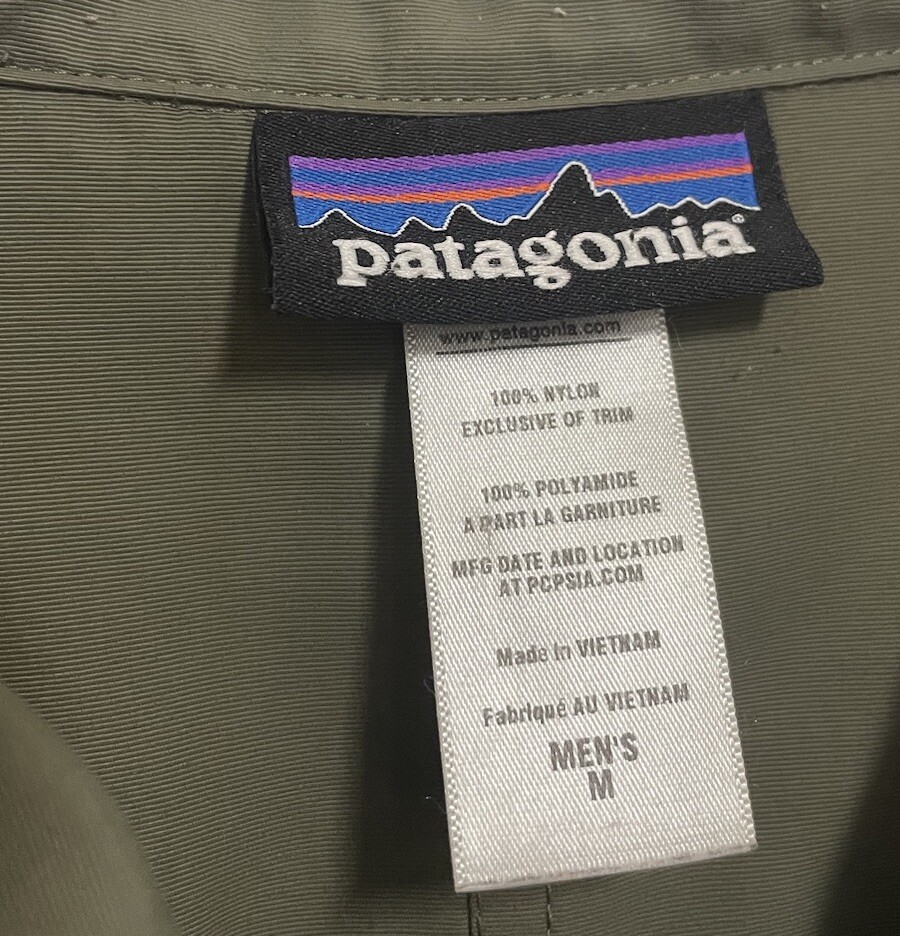 patagonia®
www.patagonia.com
100% NYLON
EXCLUSIVE OF TRIM
100% POLYAMIDE
A PART LA GARNITURE
MFG DATE AND LOCATION
AT PCPSIA.COM
Made in VIETNAM
Fabriqué AU VIETNAM
MEN'S
M